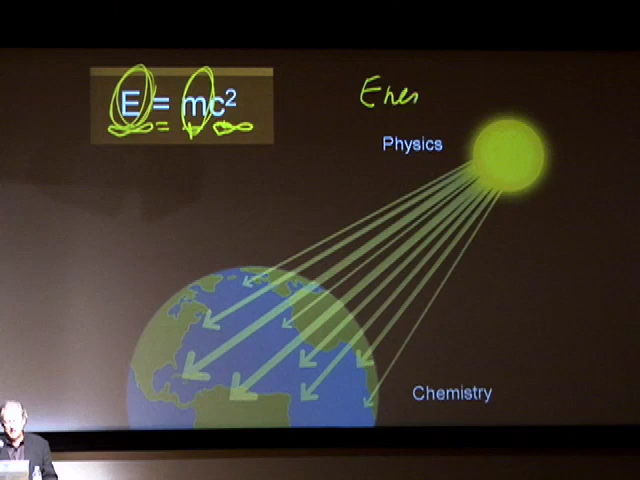 E = mc²
Ener
Physics
Chemistry